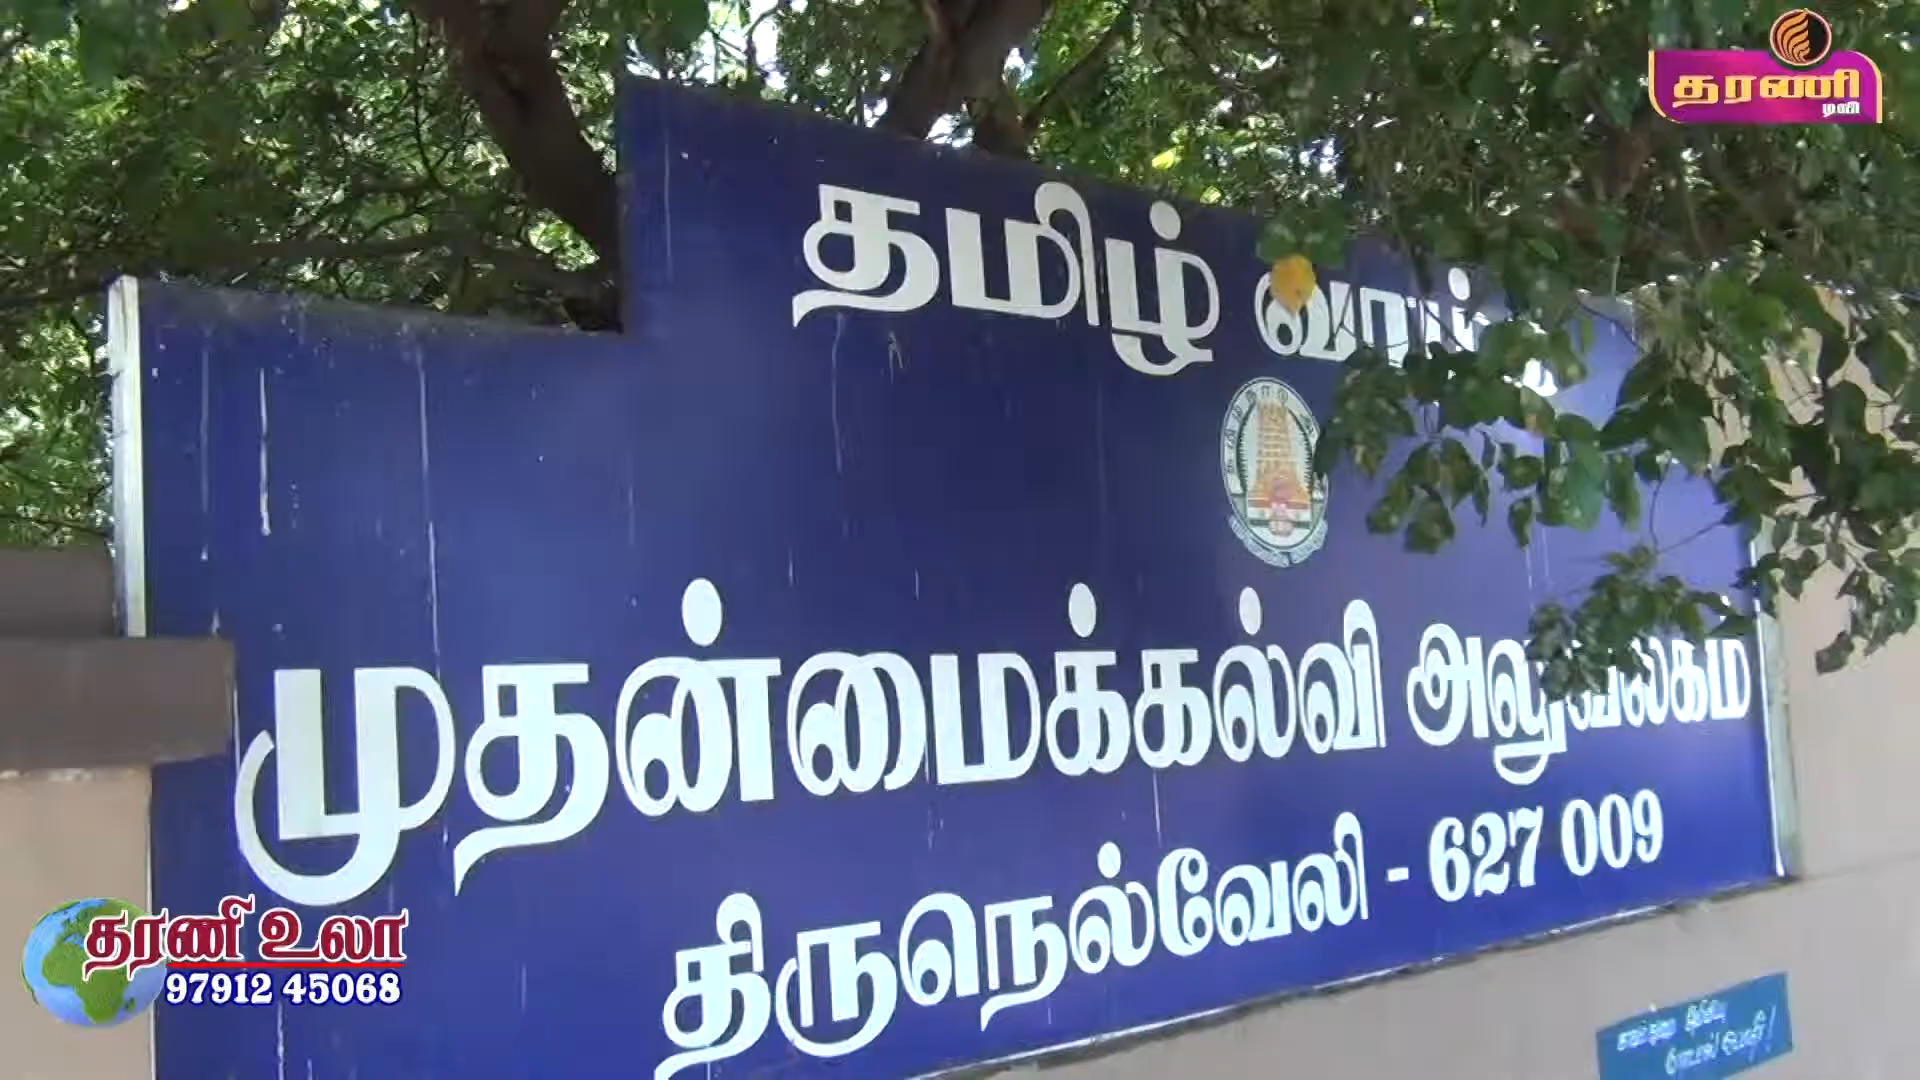 தரணி
டிவி
தமிழ்
முதன்மைக்கல்வி அலுவலகம்
திருநெல்வேலி - 627 009
தரணி உலா
97912 45068